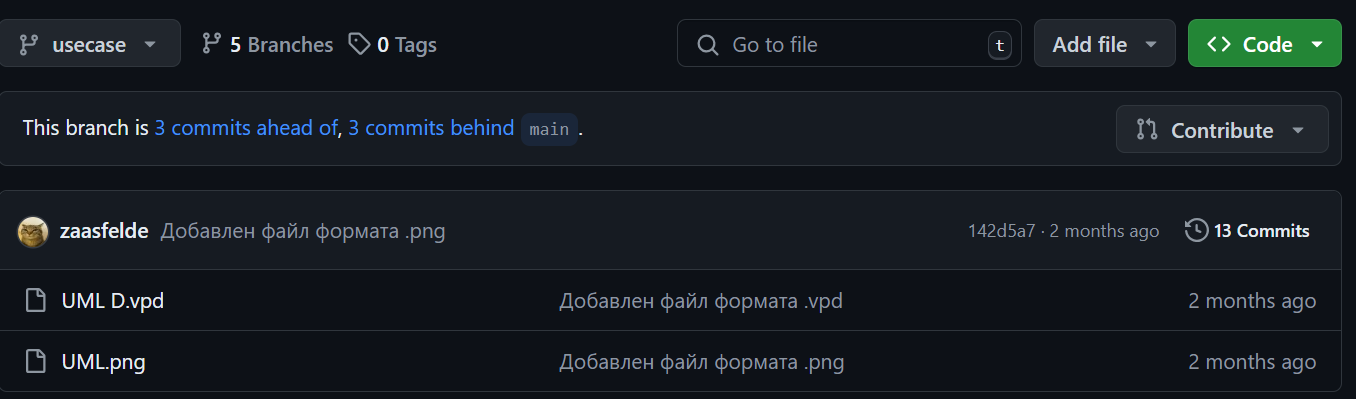 usecase 5 Branches 0 Tags Go to file t Add file Code
This branch is 3 commits ahead of, 3 commits behind main .
Contribute
zaasfelde Добавлен файл формата .png 142d5a7 · 2 months ago 13 Commits
UML D.vpd Добавлен файл формата .vpd 2 months ago
UML.png Добавлен файл формата .png 2 months ago